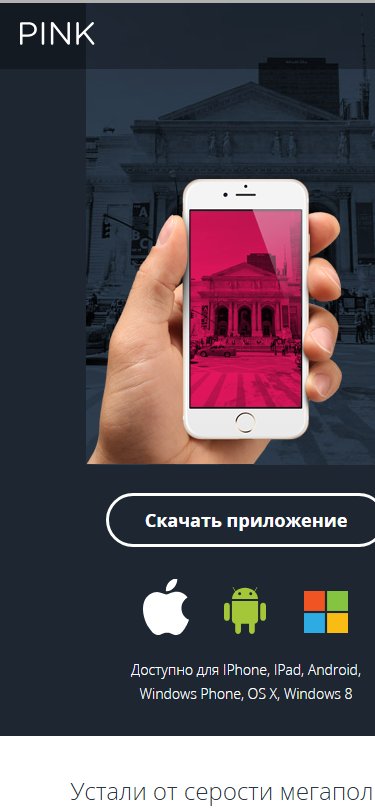 PINK
Скачать приложение
Доступно для IPhone, IPad, Android,
Windows Phone, OS X, Windows 8
Устали от серости мегапол